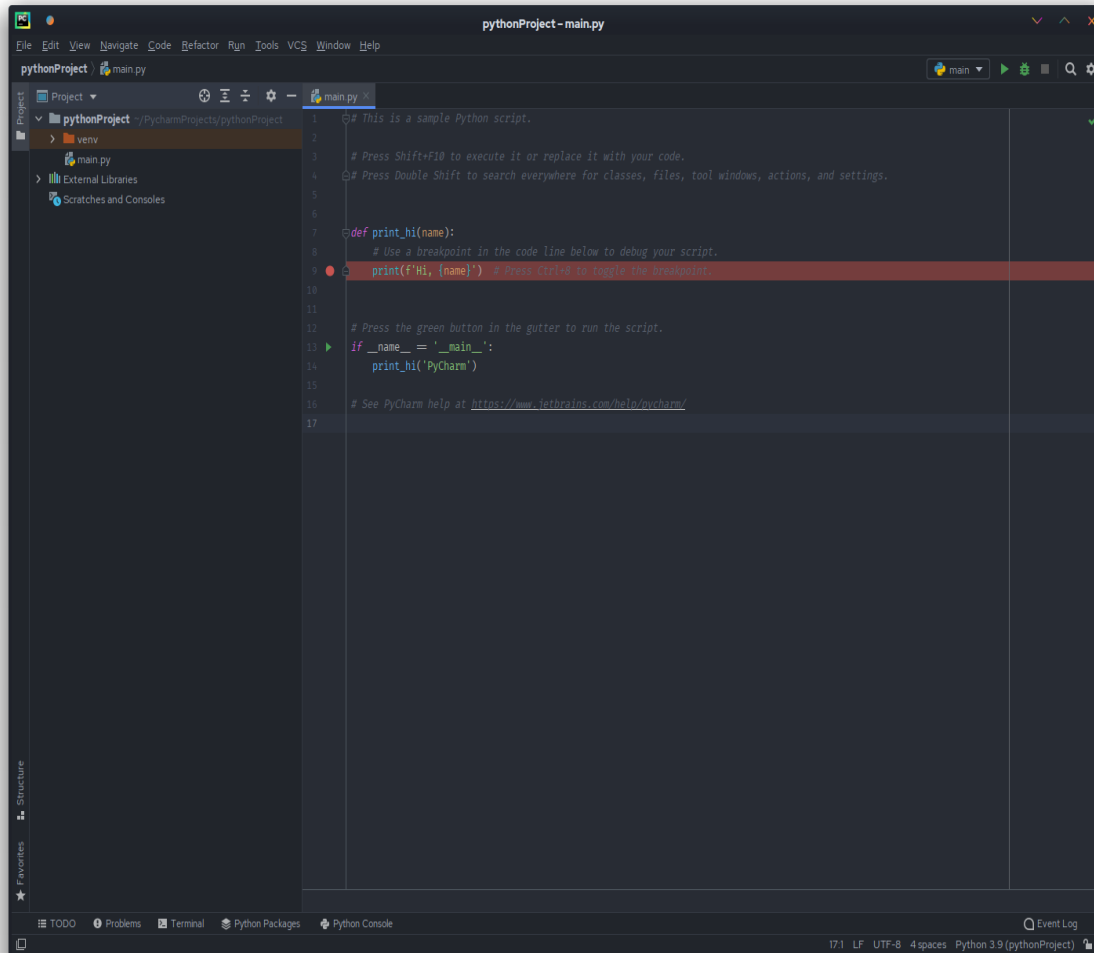 PC
pythonProject – main.py
File Edit View Navigate Code Refactor Run Tools VCS Window Help
pythonProject main.py
main
Project
Project
main.py
pythonProject ~/PycharmProjects/pythonProject
venv
main.py
External Libraries
Scratches and Consoles
1 # This is a sample Python script.
2
3 # Press Shift+F10 to execute it or replace it with your code.
4 # Press Double Shift to search everywhere for classes, files, tool windows, actions, and settings.
5
6
7 def print_hi(name):
8 # Use a breakpoint in the code line below to debug your script.
9 print(f'Hi, {name}') # Press Ctrl+8 to toggle the breakpoint.
10
11
12 # Press the green button in the gutter to run the script.
13 if __name__ == '__main__':
14 print_hi('PyCharm')
15
16 # See PyCharm help at https://www.jetbrains.com/help/pycharm/
17
Structure
Favorites
TODO Problems Terminal Python Packages Python Console Event Log
17:1 LF UTF-8 4 spaces Python 3.9 (pythonProject)